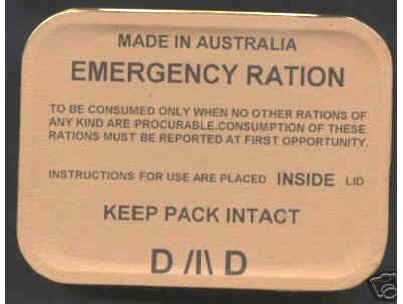 MADE IN AUSTRALIA
EMERGENCY RATION
TO BE CONSUMED ONLY WHEN NO OTHER RATIONS OF
ANY KIND ARE PROCURABLE.CONSUMPTION OF THESE
RATIONS MUST BE REPORTED AT FIRST OPPORTUNITY.
INSTRUCTIONS FOR USE ARE PLACED INSIDE LID
KEEP PACK INTACT
D /I\ D